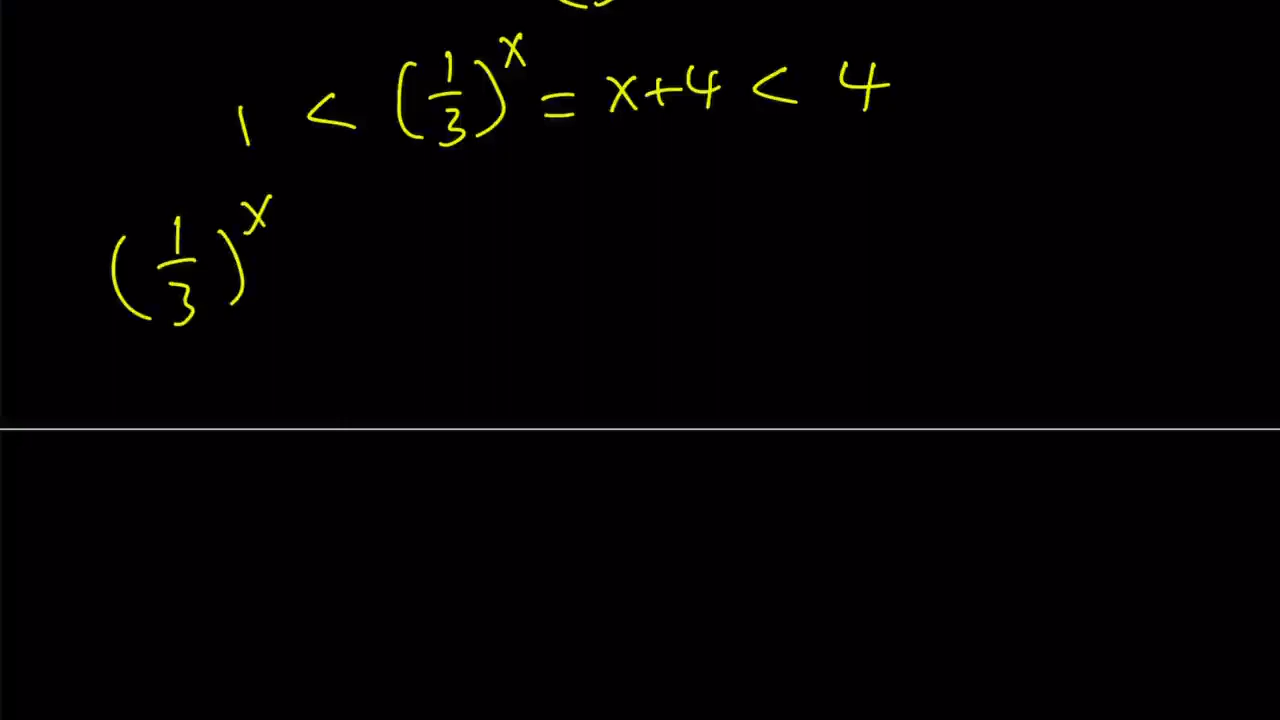 1 < (1/3)^x = x+4 < 4
(1/3)^x